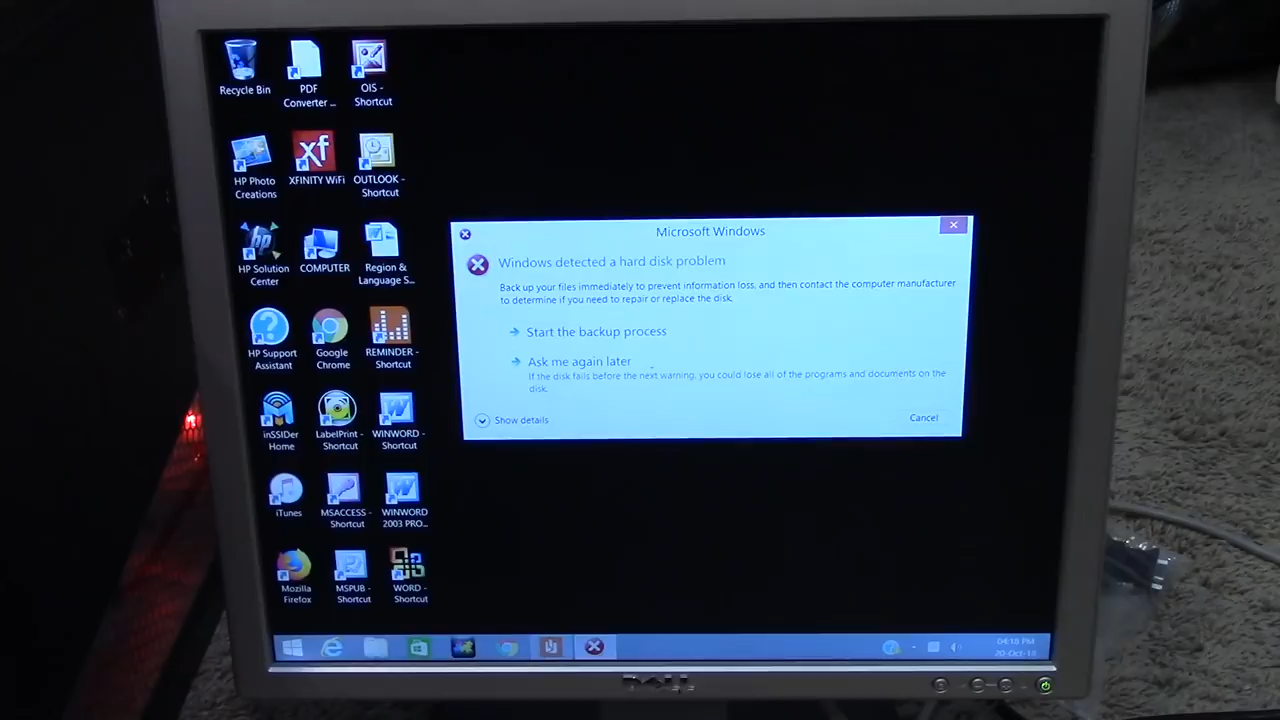 Recycle Bin
PDF
Converter ...
OIS -
Shortcut
HP Photo
Creations
xf
XFINITY WiFi
OUTLOOK -
Shortcut
hp
HP Solution
Center
COMPUTER
Region &
Language S...
HP Support
Assistant
Google
Chrome
REMINDER -
Shortcut
inSSIDer
Home
LabelPrint -
Shortcut
WINWORD -
Shortcut
iTunes
MSACCESS -
Shortcut
WINWORD
2003 PRO...
Mozilla
Firefox
MSPUB -
Shortcut
WORD -
Shortcut
Microsoft Windows
Windows detected a hard disk problem
Back up your files immediately to prevent information loss, and then contact the computer manufacturer
to determine if you need to repair or replace the disk.
Start the backup process
Ask me again later
If the disk fails before the next warning, you could lose all of the programs and documents on the
disk.
Show details
Cancel
04:18 PM
DELL